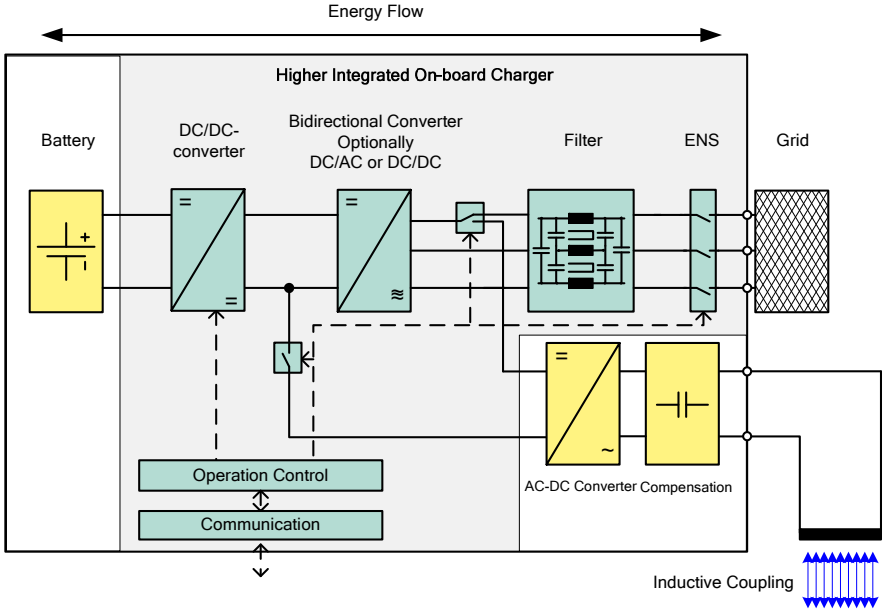 Energy Flow
Higher Integrated On-board Charger
Battery
DC/DC-
converter
Bidirectional Converter
Optionally
DC/AC or DC/DC
Filter
ENS
Grid
=
=
=
≋
+
-
=
~
Operation Control
Communication
AC-DC Converter
Compensation
Inductive Coupling